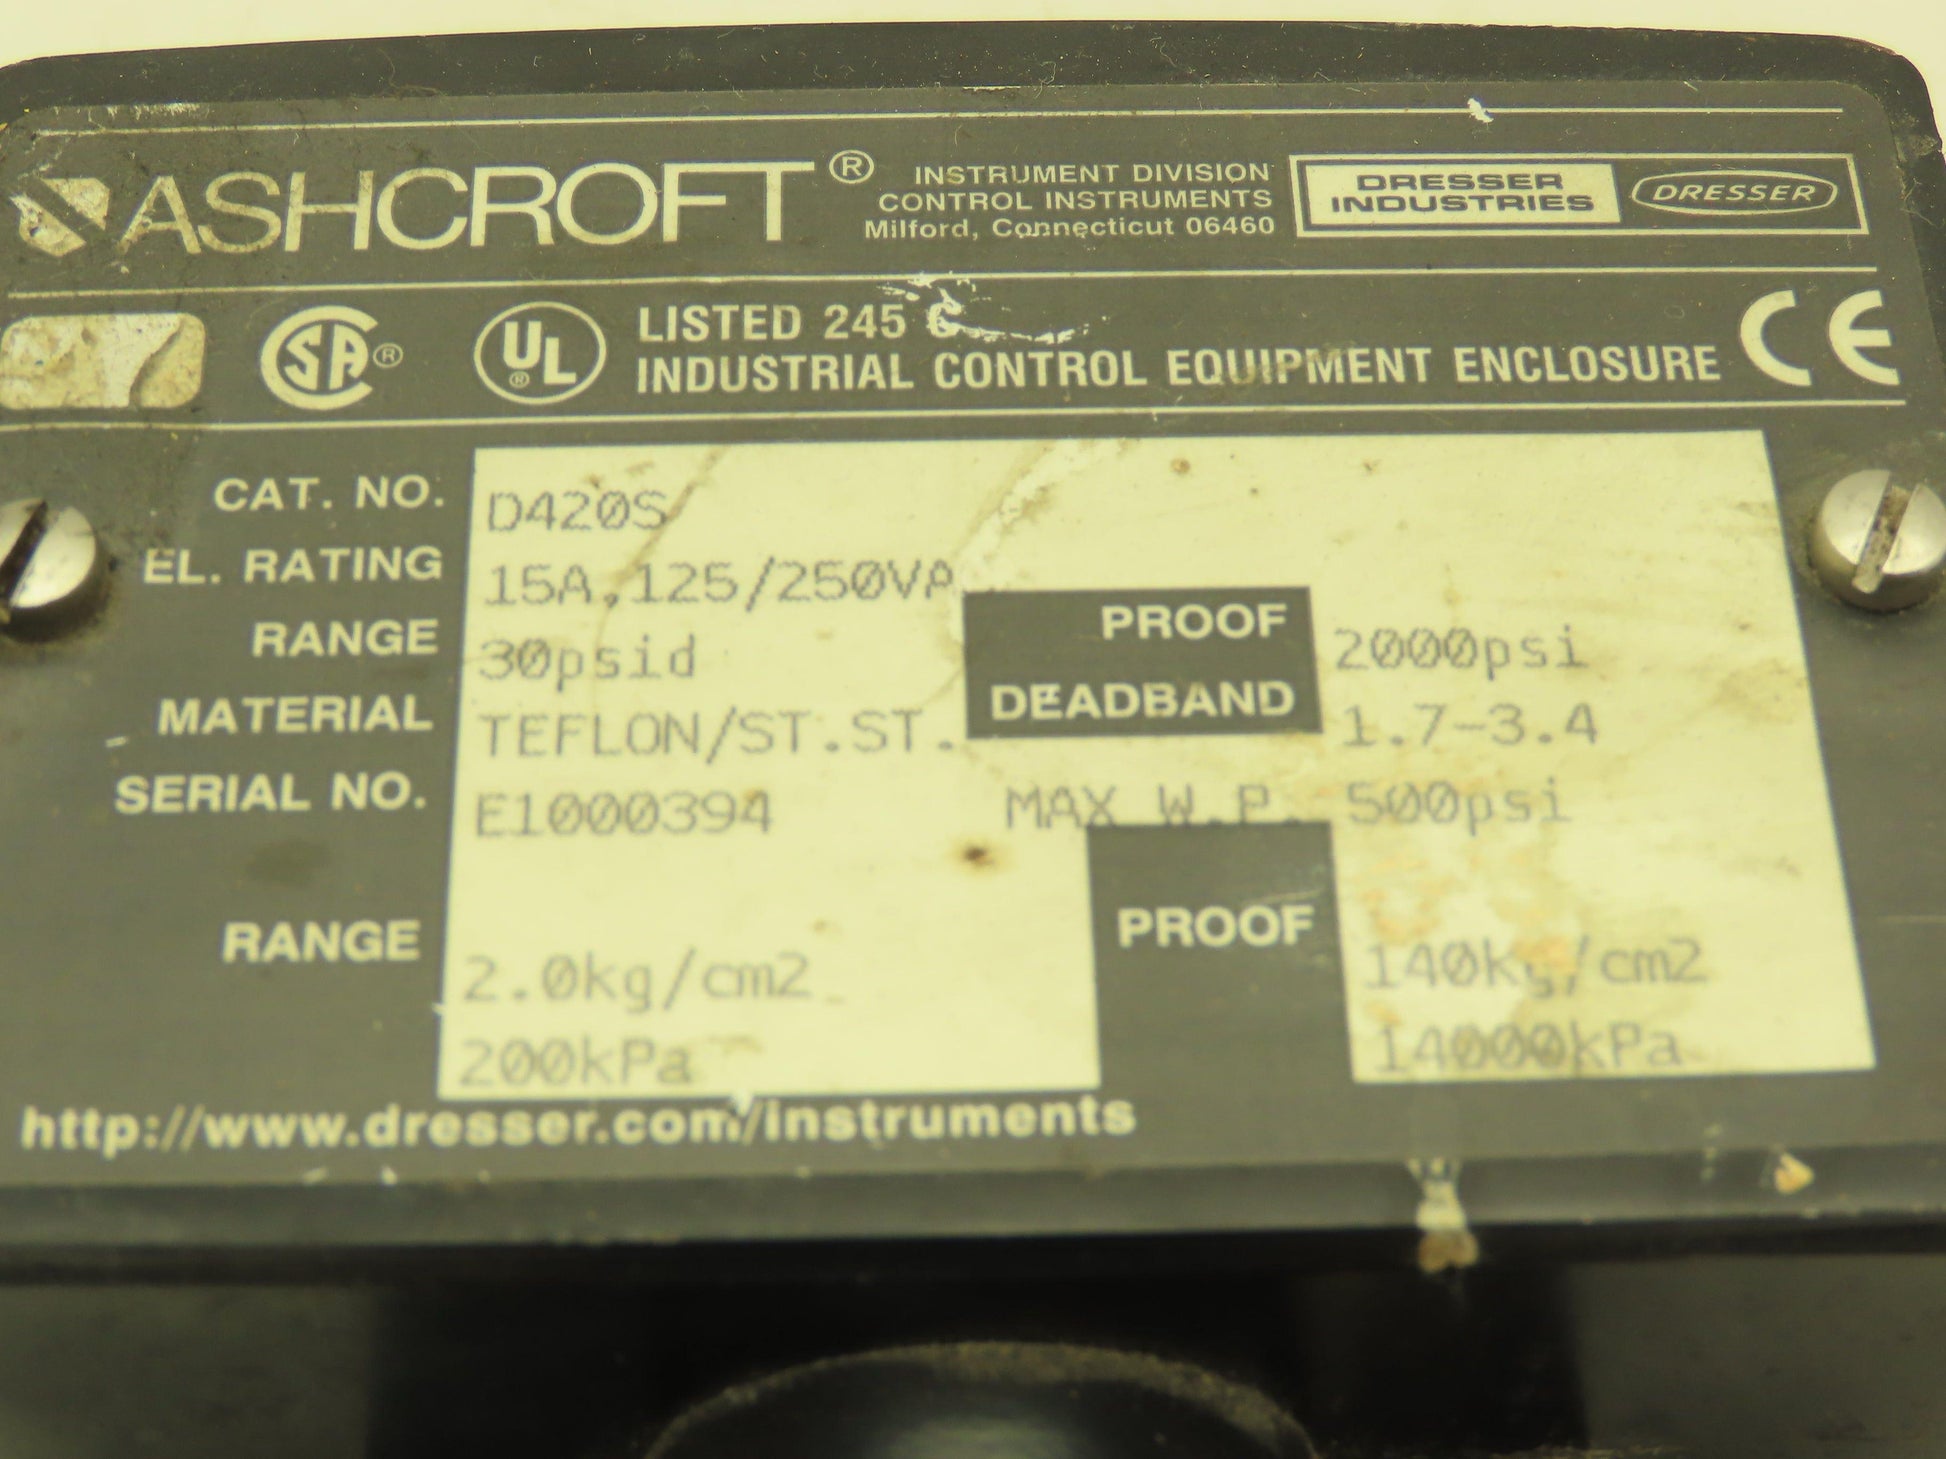 ASHCROFT®
INSTRUMENT DIVISION
CONTROL INSTRUMENTS
Milford, Connecticut 06460
DRESSER
INDUSTRIES
DRESSER
SA®
UL®
LISTED 245
INDUSTRIAL CONTROL EQUIPMENT ENCLOSURE
CE
CAT. NO. D420S
EL. RATING 15A,125/250VA
RANGE 30psid PROOF 2000psi
MATERIAL TEFLON/ST.ST. DEADBAND 1.7-3.4
SERIAL NO. E1000394 MAX W.P. 500psi
RANGE 2.0kg/cm2 PROOF 140kg/cm2
200kPa 14000kPa
http://www.dresser.com/instruments